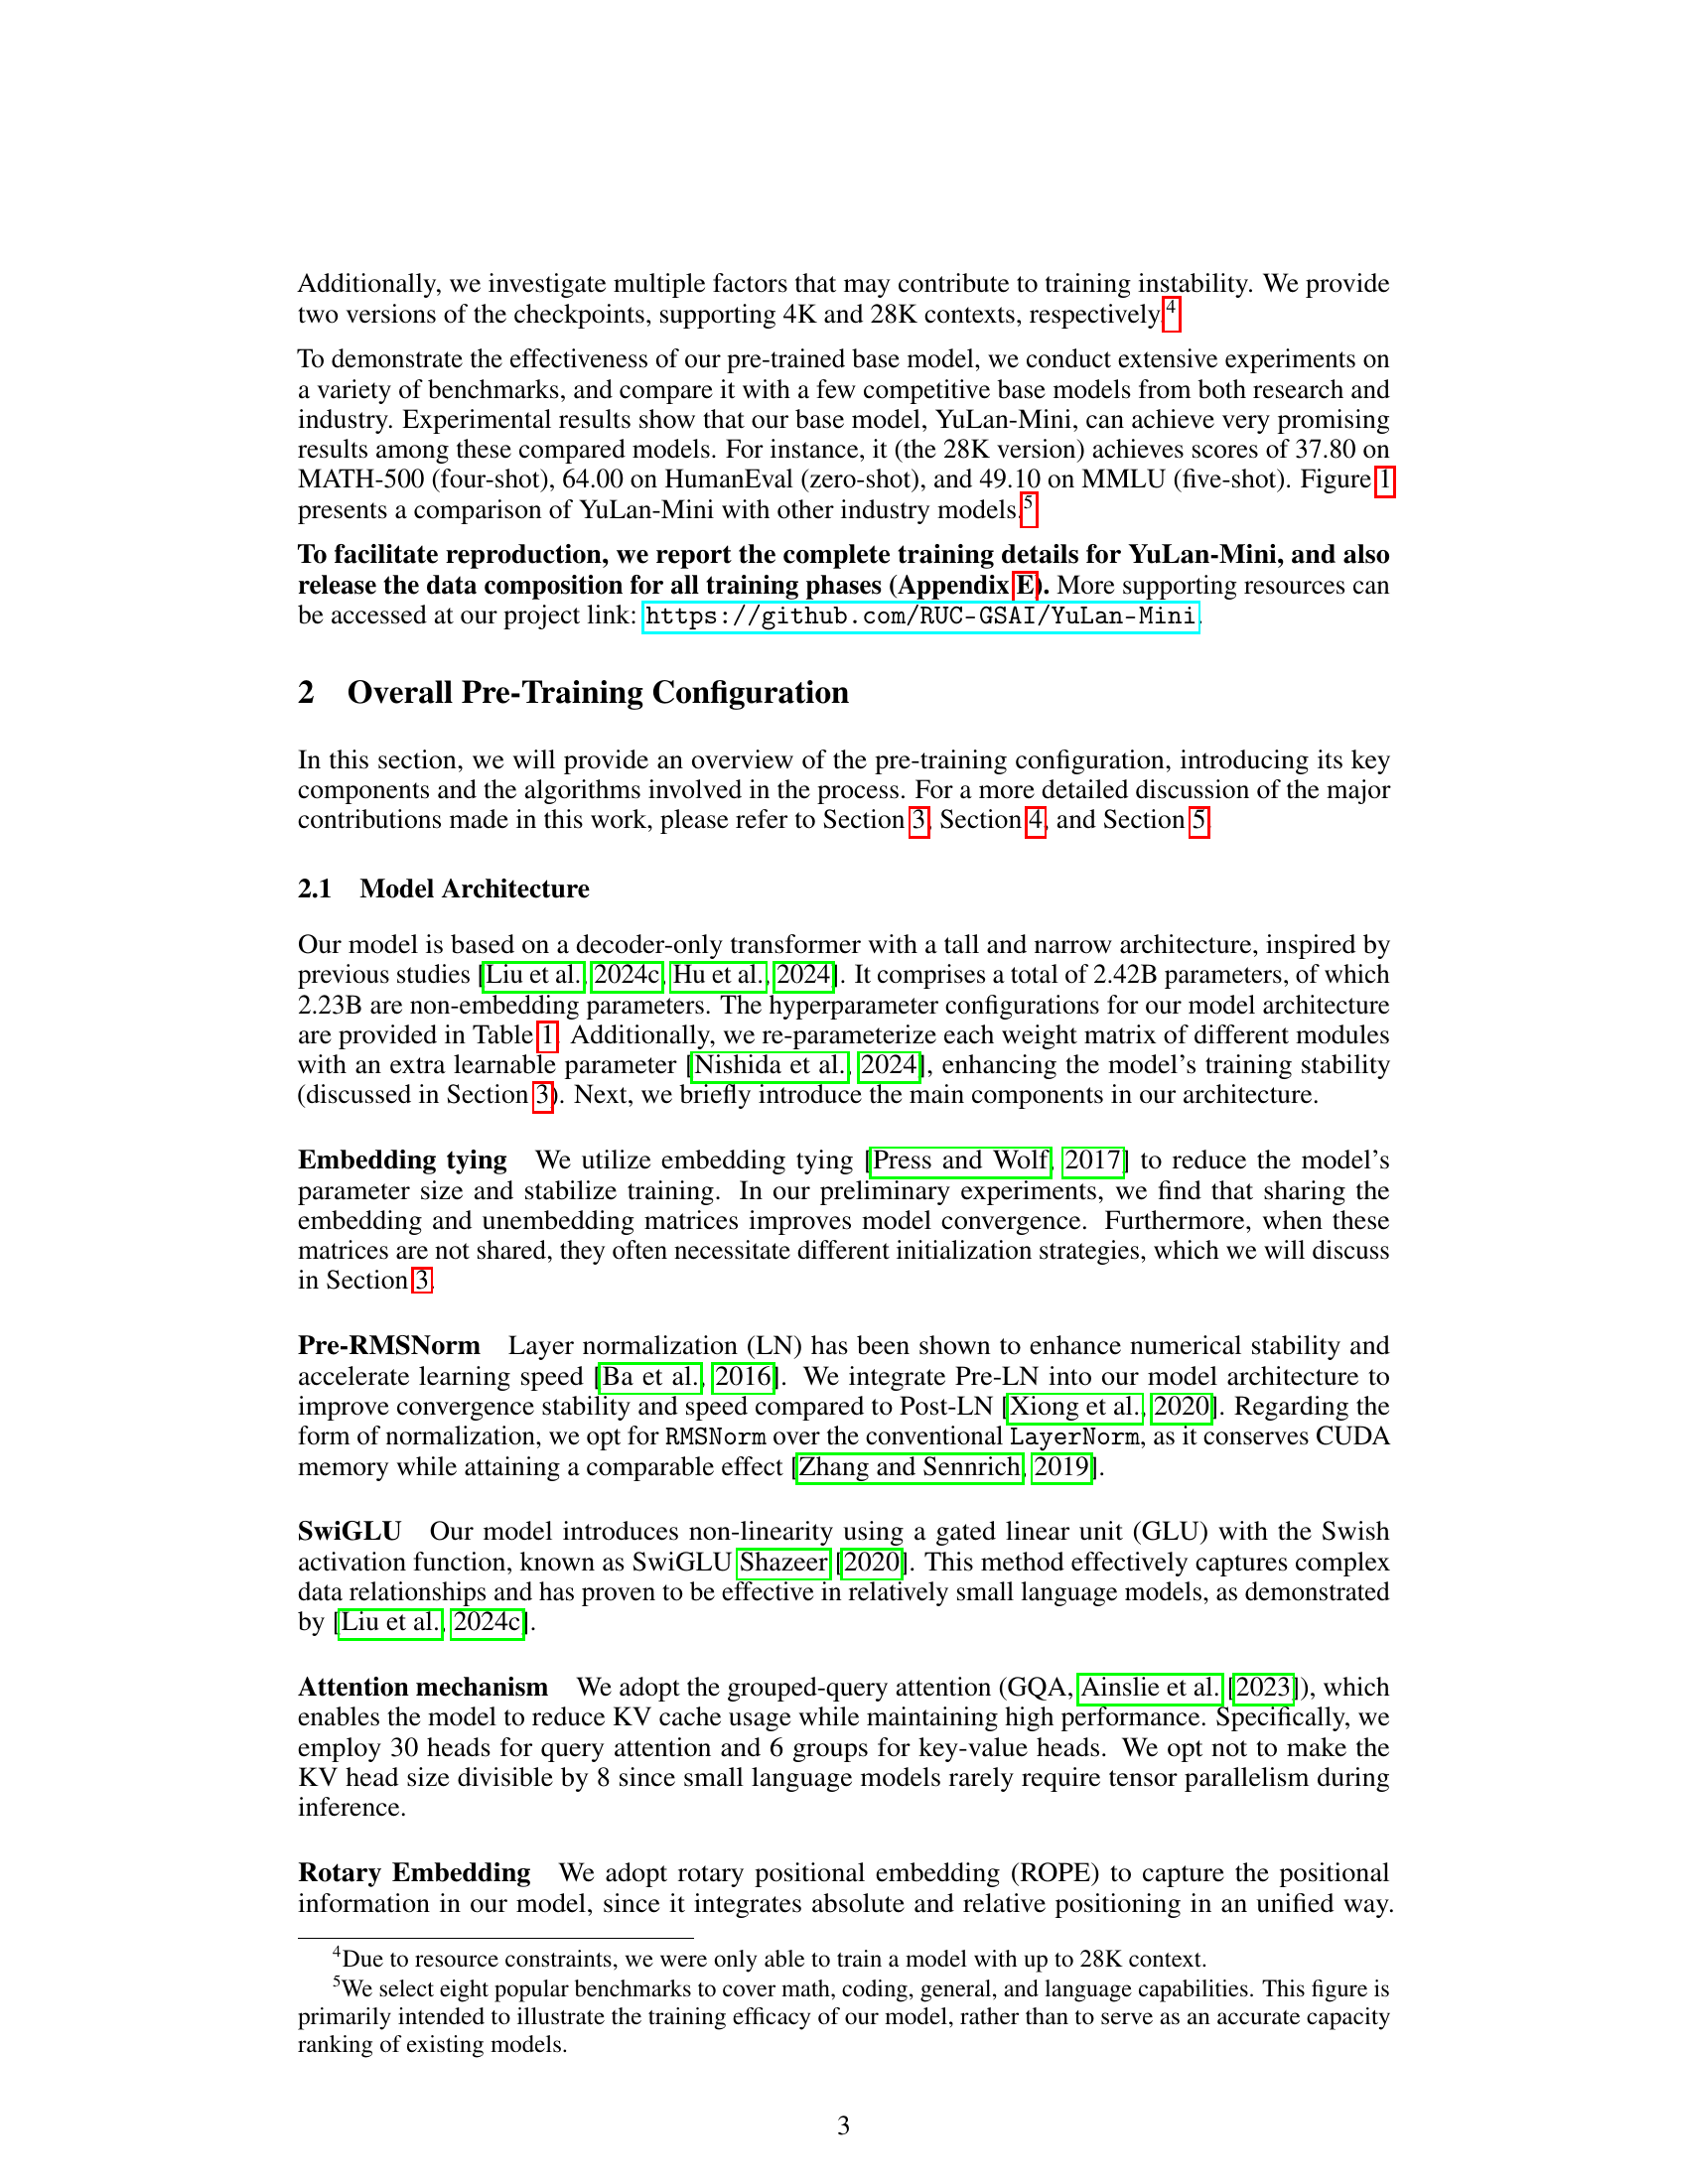 Additionally, we investigate multiple factors that may contribute to training instability. We provide
two versions of the checkpoints, supporting 4K and 28K contexts, respectively.4
To demonstrate the effectiveness of our pre-trained base model, we conduct extensive experiments on
a variety of benchmarks, and compare it with a few competitive base models from both research and
industry. Experimental results show that our base model, YuLan-Mini, can achieve very promising
results among these compared models. For instance, it (the 28K version) achieves scores of 37.80 on
MATH-500 (four-shot), 64.00 on HumanEval (zero-shot), and 49.10 on MMLU (five-shot). Figure 1
presents a comparison of YuLan-Mini with other industry models.5
To facilitate reproduction, we report the complete training details for YuLan-Mini, and also
release the data composition for all training phases (Appendix E). More supporting resources can
be accessed at our project link: https://github.com/RUC-GSAI/YuLan-Mini.
2 Overall Pre-Training Configuration
In this section, we will provide an overview of the pre-training configuration, introducing its key
components and the algorithms involved in the process. For a more detailed discussion of the major
contributions made in this work, please refer to Section 3, Section 4, and Section 5.
2.1 Model Architecture
Our model is based on a decoder-only transformer with a tall and narrow architecture, inspired by
previous studies [Liu et al., 2024c, Hu et al., 2024]. It comprises a total of 2.42B parameters, of which
2.23B are non-embedding parameters. The hyperparameter configurations for our model architecture
are provided in Table 1. Additionally, we re-parameterize each weight matrix of different modules
with an extra learnable parameter [Nishida et al., 2024], enhancing the model's training stability
(discussed in Section 3). Next, we briefly introduce the main components in our architecture.
Embedding tying We utilize embedding tying [Press and Wolf, 2017] to reduce the model's
parameter size and stabilize training. In our preliminary experiments, we find that sharing the
embedding and unembedding matrices improves model convergence. Furthermore, when these
matrices are not shared, they often necessitate different initialization strategies, which we will discuss
in Section 3.
Pre-RMSNorm Layer normalization (LN) has been shown to enhance numerical stability and
accelerate learning speed [Ba et al., 2016]. We integrate Pre-LN into our model architecture to
improve convergence stability and speed compared to Post-LN [Xiong et al., 2020]. Regarding the
form of normalization, we opt for RMSNorm over the conventional LayerNorm, as it conserves CUDA
memory while attaining a comparable effect [Zhang and Sennrich, 2019].
SwiGLU Our model introduces non-linearity using a gated linear unit (GLU) with the Swish
activation function, known as SwiGLU Shazeer [2020]. This method effectively captures complex
data relationships and has proven to be effective in relatively small language models, as demonstrated
by [Liu et al., 2024c].
Attention mechanism We adopt the grouped-query attention (GQA, Ainslie et al. [2023]), which
enables the model to reduce KV cache usage while maintaining high performance. Specifically, we
employ 30 heads for query attention and 6 groups for key-value heads. We opt not to make the
KV head size divisible by 8 since small language models rarely require tensor parallelism during
inference.
Rotary Embedding We adopt rotary positional embedding (ROPE) to capture the positional
information in our model, since it integrates absolute and relative positioning in an unified way.
4Due to resource constraints, we were only able to train a model with up to 28K context.
5We select eight popular benchmarks to cover math, coding, general, and language capabilities. This figure is
primarily intended to illustrate the training efficacy of our model, rather than to serve as an accurate capacity
ranking of existing models.
3